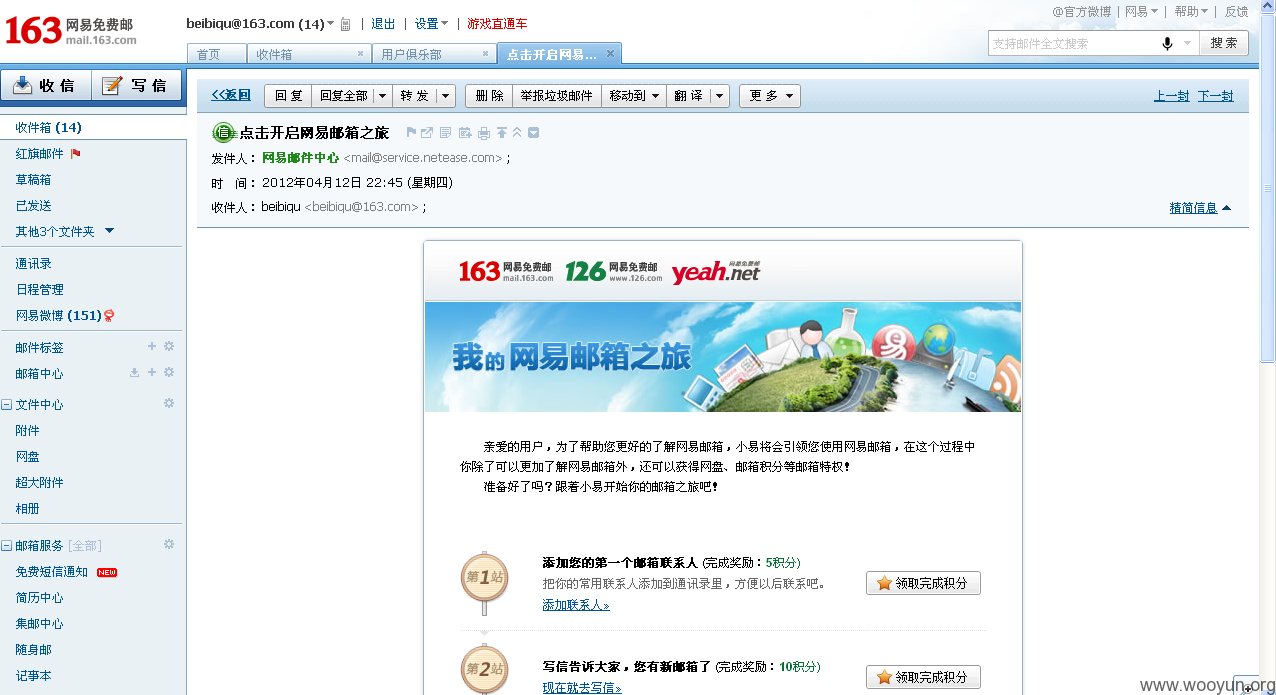 163 网易免费邮 mail.163.com
beibiqu@163.com (14) | 退出 | 设置 | 游戏直通车
@官方微博 | 网易 | 帮助 | 反馈
支持邮件全文搜索 搜 索
首页 收件箱 用户俱乐部 × 点击开启网易... ×
收 信 写 信
<<返回 回 复 回复全部 转 发 删 除 举报垃圾邮件 移动到 翻 译 更 多 上一封 下一封
收件箱 (14)
红旗邮件
草稿箱
已发送
其他3个文件夹
通讯录
日程管理
网易微博 (151)
邮件标签
邮箱中心
文件中心
附件
网盘
超大附件
相册
邮箱服务 [全部]
免费短信通知 NEW
简历中心
集邮中心
随身邮
记事本
信 点击开启网易邮箱之旅
发件人: 网易邮件中心 <mail@service.netease.com> ;
时 间: 2012年04月12日 22:45 (星期四)
收件人: beibiqu <beibiqu@163.com> ;
精简信息
163 网易免费邮 mail.163.com 126 网易免费邮 www.126.com yeah.net 网易免费邮
我的网易邮箱之旅
亲爱的用户，为了帮助您更好的了解网易邮箱，小易将会引领您使用网易邮箱，在这个过程中
你除了可以更加了解网易邮箱外，还可以获得网盘、邮箱积分等邮箱特权！
准备好了吗？跟着小易开始你的邮箱之旅吧！
第1站
添加您的第一个邮箱联系人 (完成奖励：5积分)
把你的常用联系人添加到通讯录里，方便以后联系吧。
添加联系人»
领取完成积分
第2站
写信告诉大家，您有新邮箱了 (完成奖励：10积分)
现在就去写信»
领取完成积分
www.wooyun.org